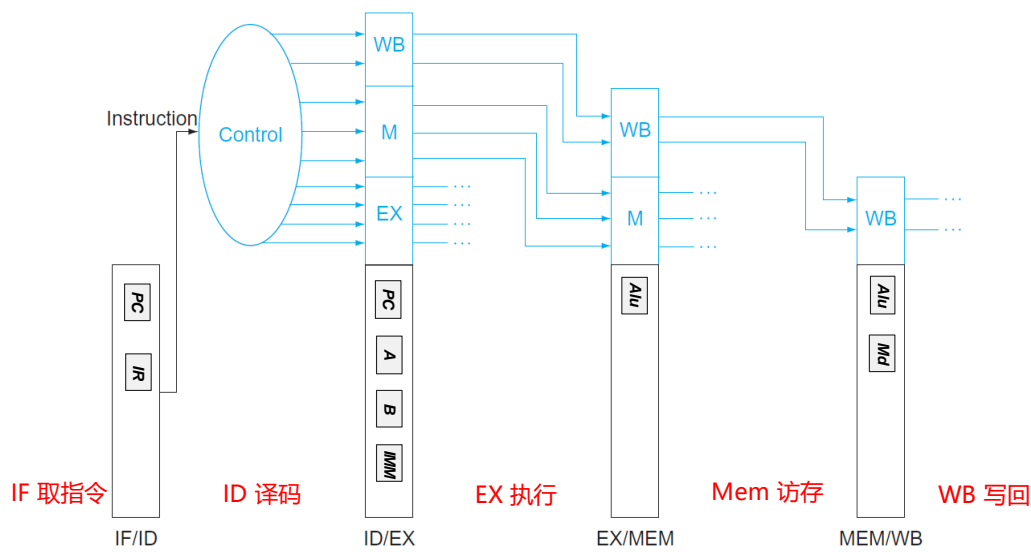 WB
Instruction
Control
M
WB
EX
...
...
...
...
M
...
...
...
WB
...
...
PC
IR
PC
A
B
IMM
Alu
Alu
Md
IF 取指令
ID 译码
EX 执行
Mem 访存
WB 写回
IF/ID
ID/EX
EX/MEM
MEM/WB